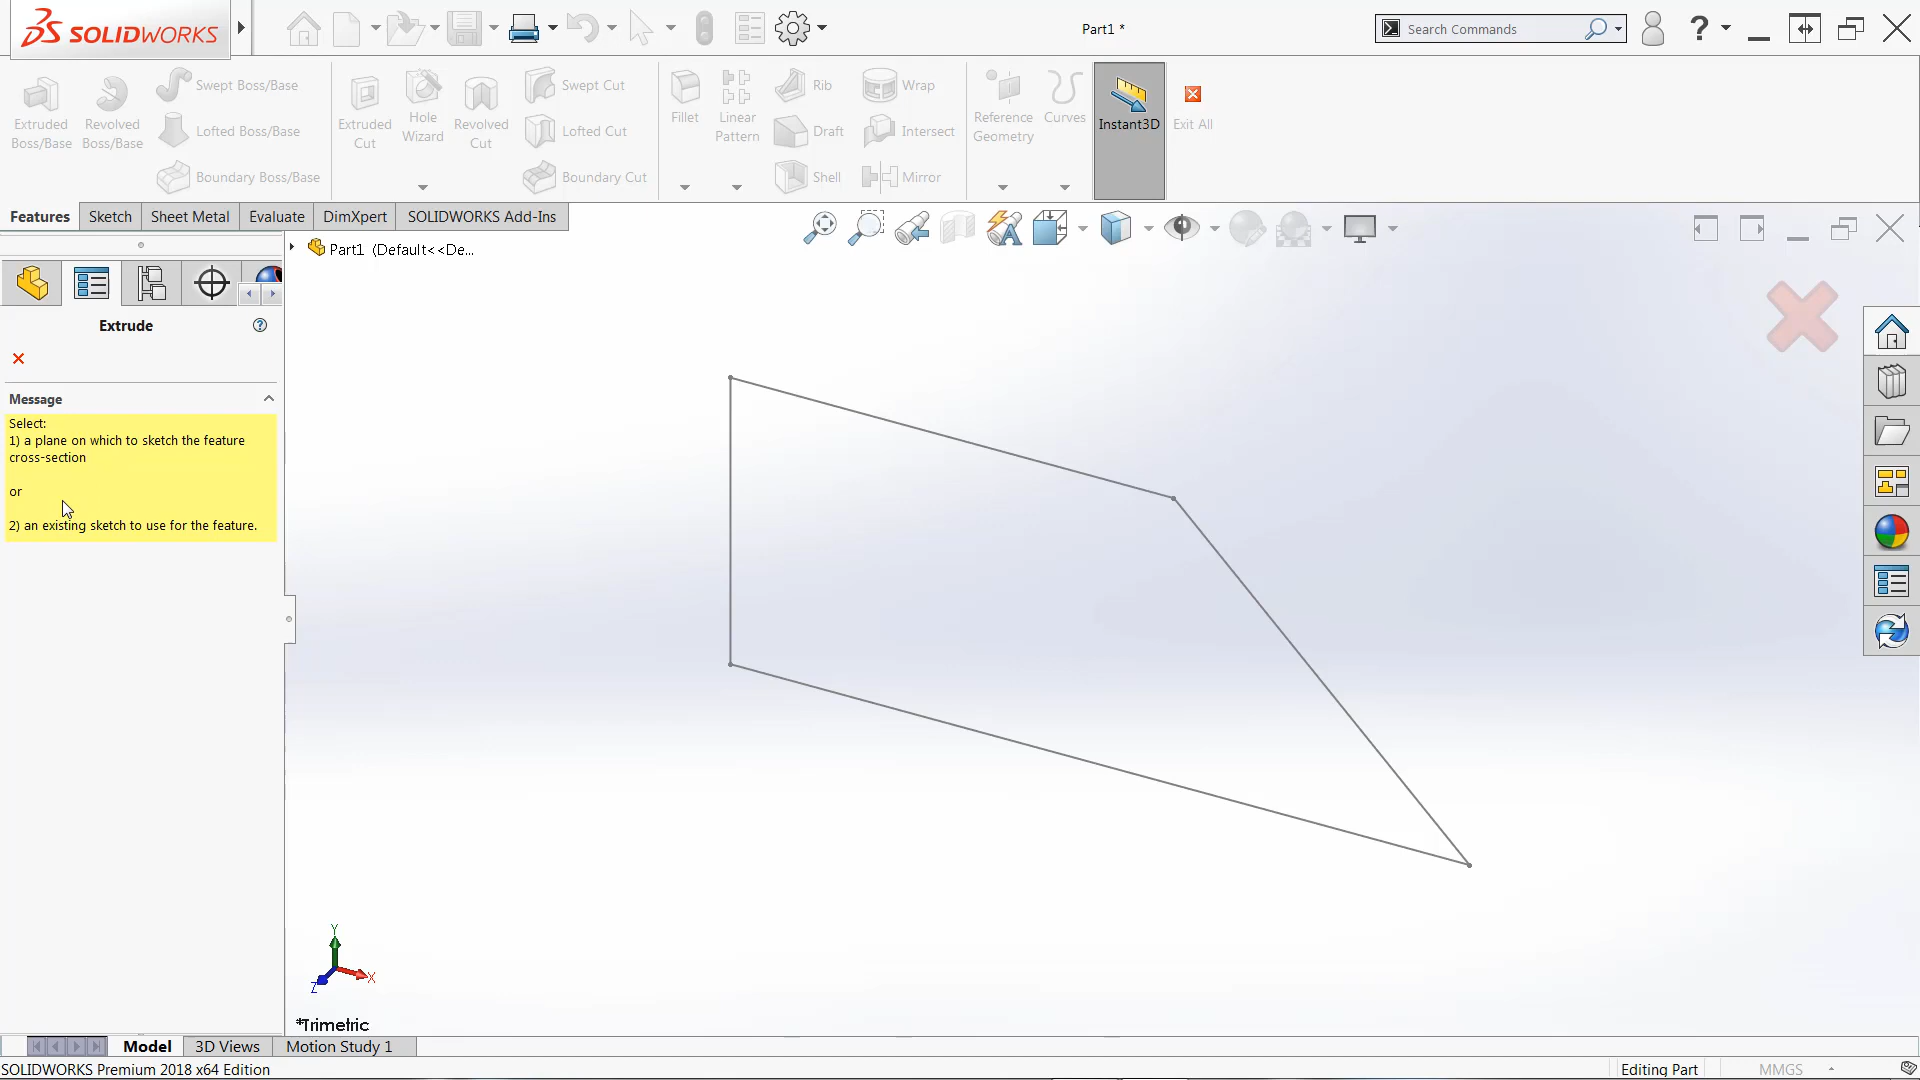 SOLIDWORKS
Part1 *
Search Commands
?
Extruded Boss/Base
Revolved Boss/Base
Swept Boss/Base
Lofted Boss/Base
Boundary Boss/Base
Extruded Cut
Hole Wizard
Revolved Cut
Swept Cut
Lofted Cut
Boundary Cut
Fillet
Linear Pattern
Rib
Draft
Shell
Wrap
Intersect
Mirror
Reference Geometry
Curves
Instant3D
Exit All
Features
Sketch
Sheet Metal
Evaluate
DimXpert
SOLIDWORKS Add-Ins
Part1 (Default<<De...
Extrude
Message
Select:
1) a plane on which to sketch the feature
cross-section
or
2) an existing sketch to use for the feature.
Y
X
Z
*Trimetric
Model
3D Views
Motion Study 1
SOLIDWORKS Premium 2018 x64 Edition
Editing Part
MMGS